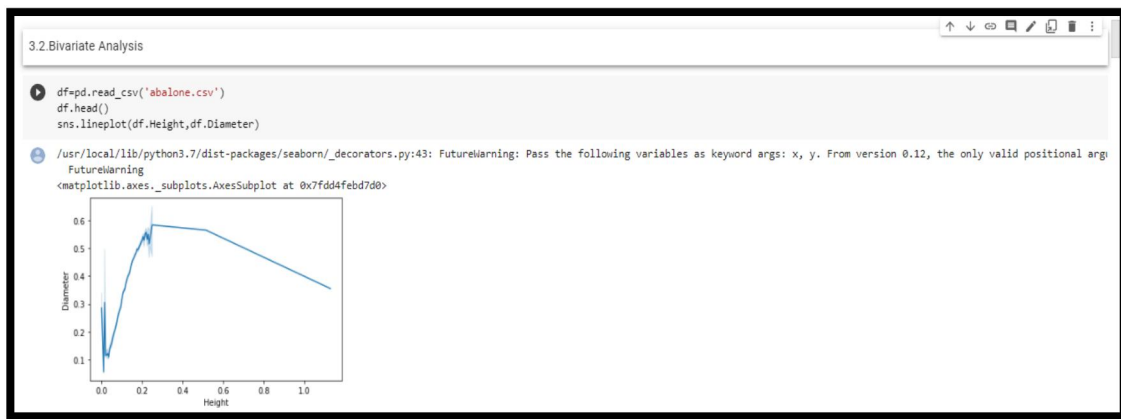 3.2.Bivariate Analysis
df=pd.read_csv('abalone.csv')
df.head()
sns.lineplot(df.Height,df.Diameter)
/usr/local/lib/python3.7/dist-packages/seaborn/_decorators.py:43: FutureWarning: Pass the following variables as keyword args: x, y. From version 0.12, the only valid positional argu
FutureWarning
<matplotlib.axes._subplots.AxesSubplot at 0x7fdd4febd7d0>
0.6
0.5
0.4
0.3
0.2
0.1
Diameter
0.0 0.2 0.4 0.6 0.8 1.0
Height